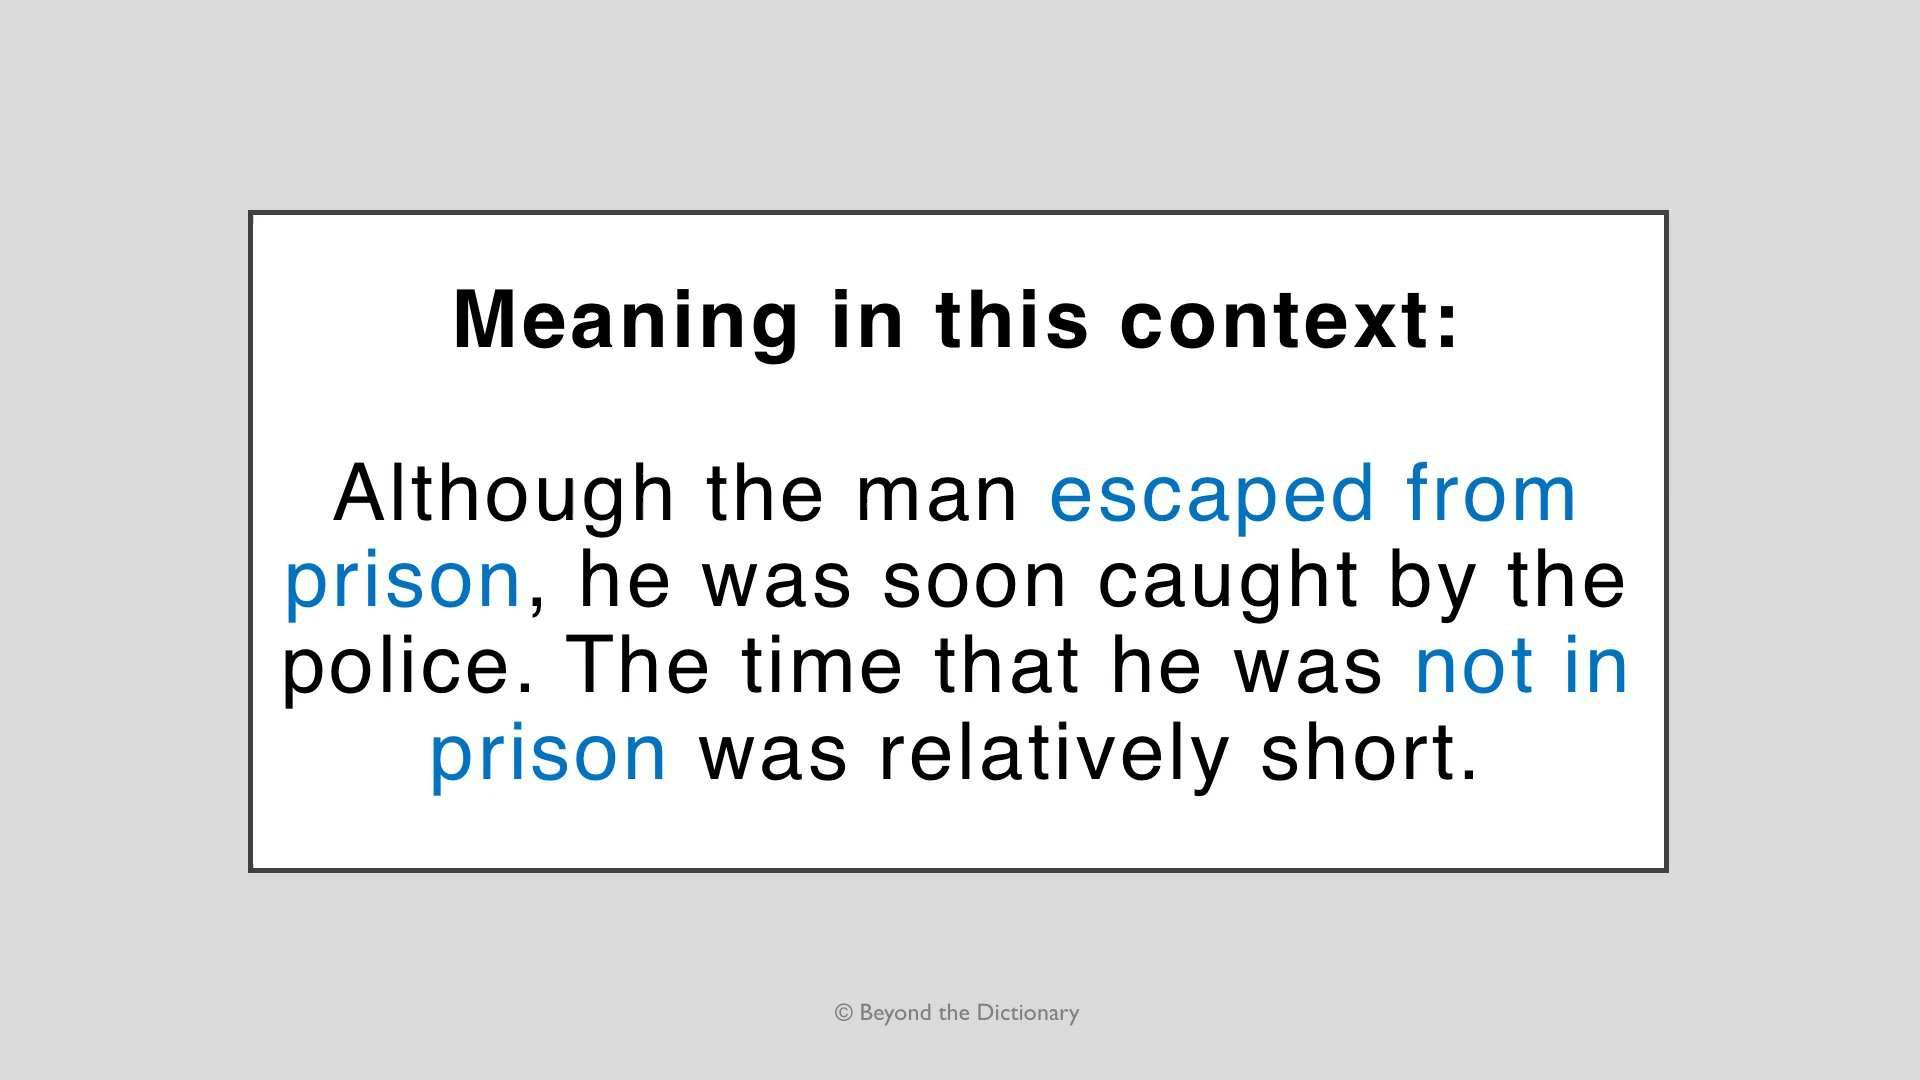 Meaning in this context:
Although the man escaped from
prison, he was soon caught by the
police. The time that he was not in
prison was relatively short.
© Beyond the Dictionary